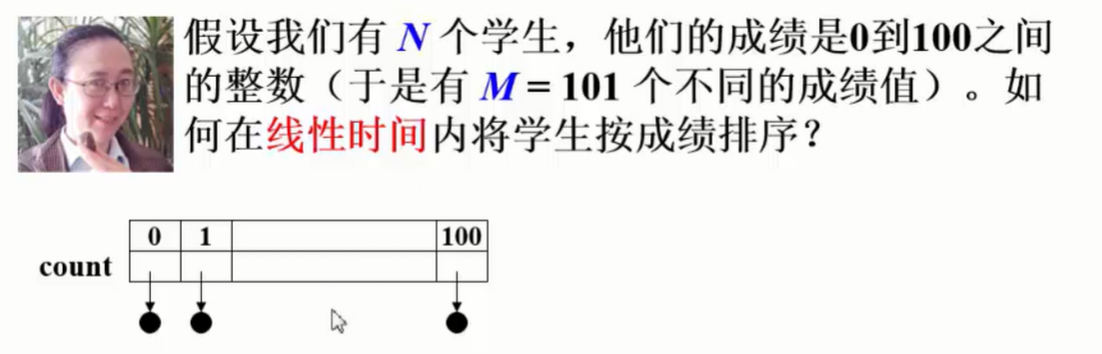 假设我们有 N 个学生，他们的成绩是0到100之间
的整数（于是有 M = 101 个不同的成绩值）。如
何在线性时间内将学生按成绩排序？
0 1 100
count